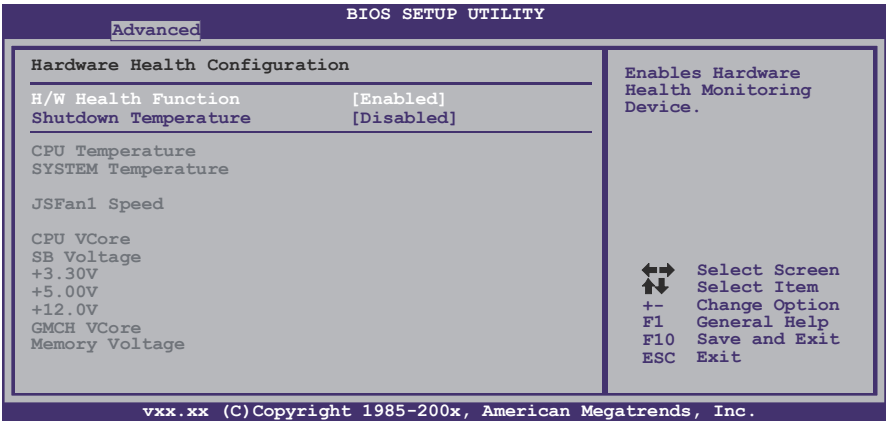 BIOS SETUP UTILITY
Advanced
Hardware Health Configuration
H/W Health Function [Enabled]
Shutdown Temperature [Disabled]
CPU Temperature
SYSTEM Temperature
JSFan1 Speed
CPU VCore
SB Voltage
+3.30V
+5.00V
+12.0V
GMCH VCore
Memory Voltage
Enables Hardware
Health Monitoring
Device.
Select Screen
Select Item
+- Change Option
F1 General Help
F10 Save and Exit
ESC Exit
vxx.xx (C)Copyright 1985-200x, American Megatrends, Inc.